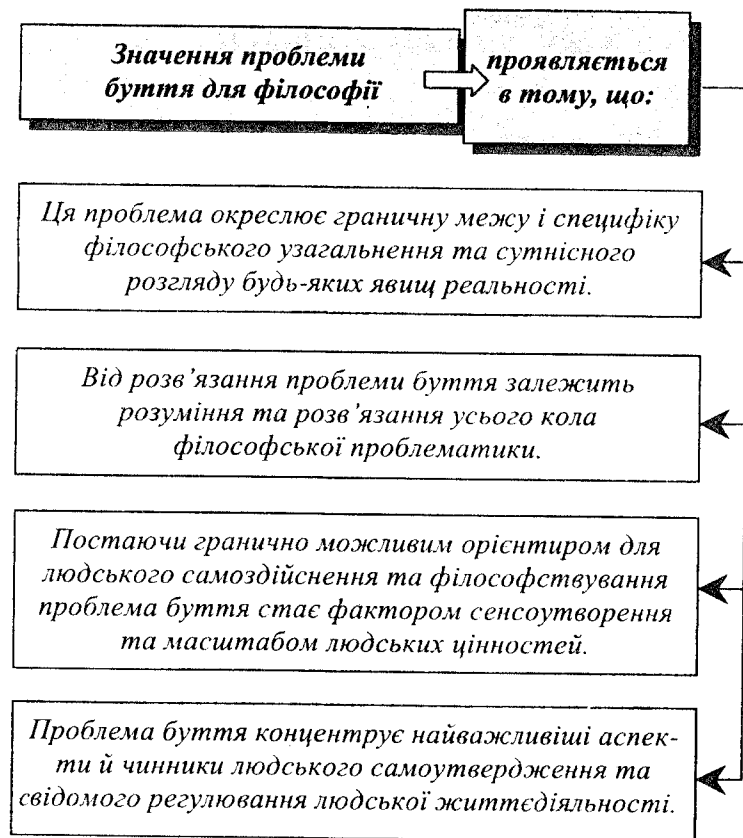 Значення проблеми
буття для філософії
проявляється
в тому, що:
Ця проблема окреслює граничну межу і специфіку
філософського узагальнення та сутнісного
розгляду будь-яких явищ реальності.
Від розв’язання проблеми буття залежить
розуміння та розв’язання усього кола
філософської проблематики.
Постаючи гранично можливим орієнтиром для
людського самоздійснення та філософствування
проблема буття стає фактором сенсоутворення
та масштабом людських цінностей.
Проблема буття концентрує найважливіші аспек-
ти й чинники людського самоутвердження та
свідомого регулювання людської життєдіяльності.